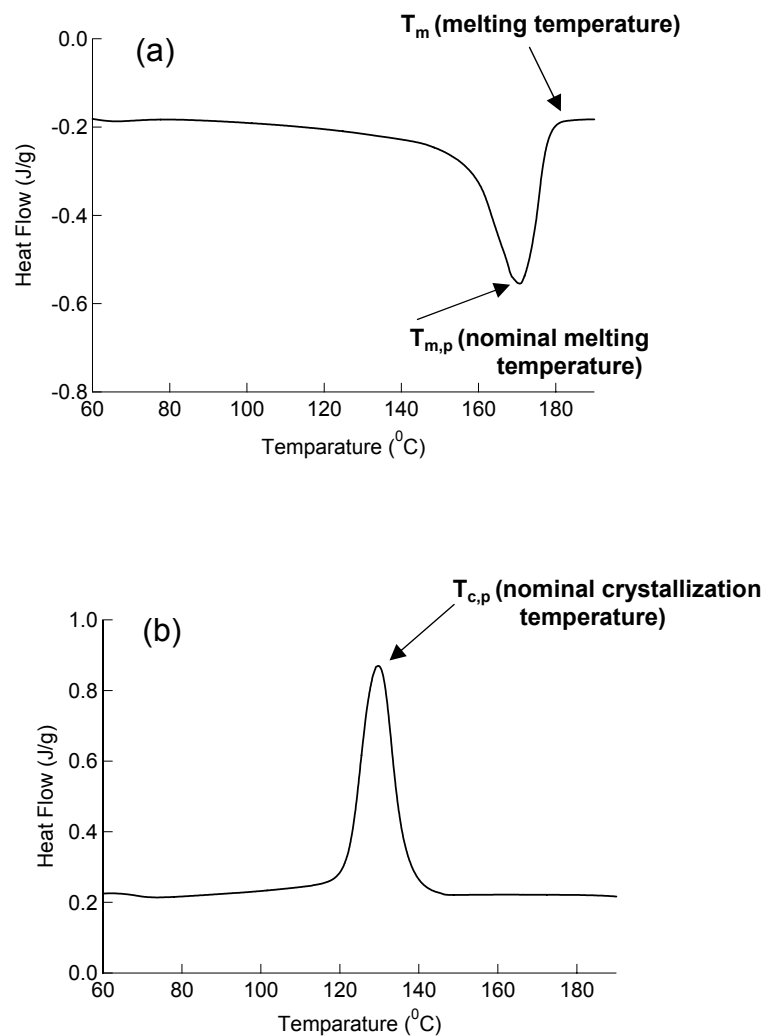 T_m (melting temperature)
(a)
0.0
-0.2
-0.4
-0.6
-0.8
Heat Flow (J/g)
T_m,p (nominal melting
temperature)
60 80 100 120 140 160 180
Temparature (⁰C)
T_c,p (nominal crystallization
temperature)
(b)
1.0
0.8
0.6
0.4
0.2
0.0
Heat Flow (J/g)
60 80 100 120 140 160 180
Temparature (⁰C)